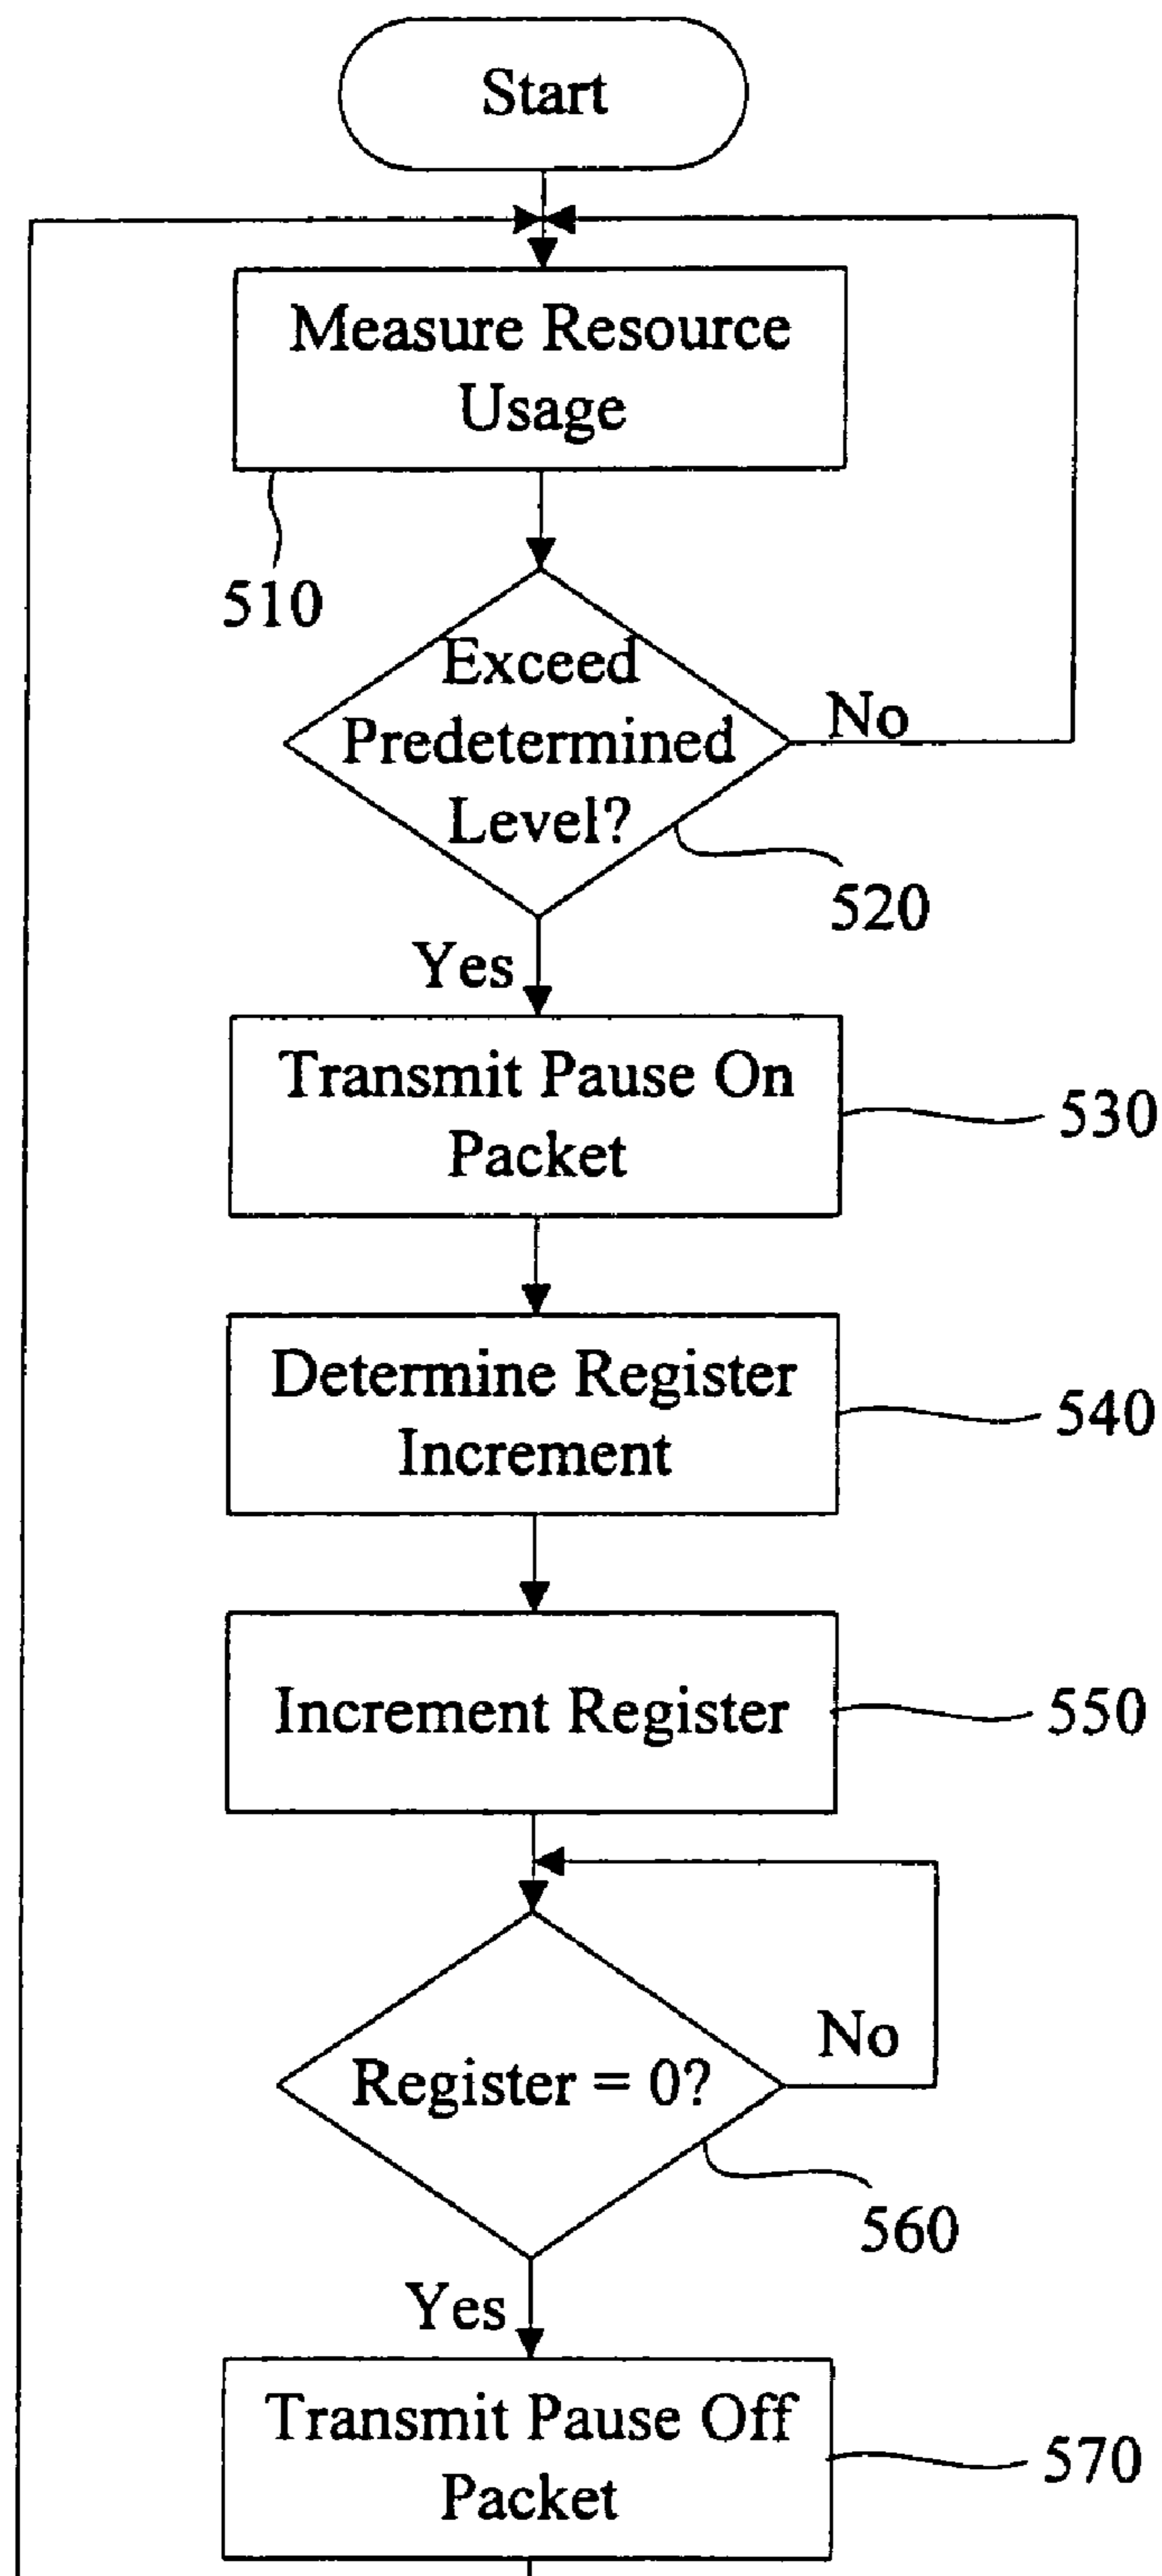 Start
Measure Resource
Usage
510
Exceed
Predetermined
Level?
No
520
Yes
Transmit Pause On
Packet
530
Determine Register
Increment
540
Increment Register
550
Register = 0?
No
560
Yes
Transmit Pause Off
Packet
570